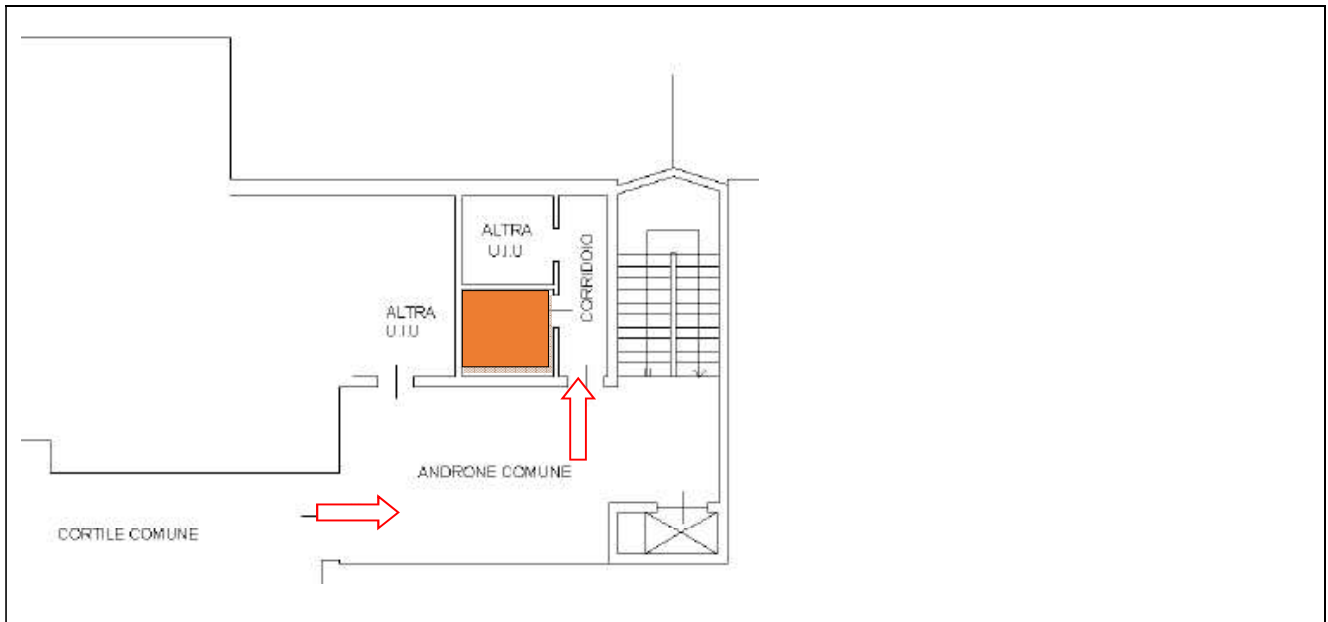 ALTRA
U.I.U
CORRIDOIO
ALTRA
U.I.U
ANDRONE COMUNE
CORTILE COMUNE